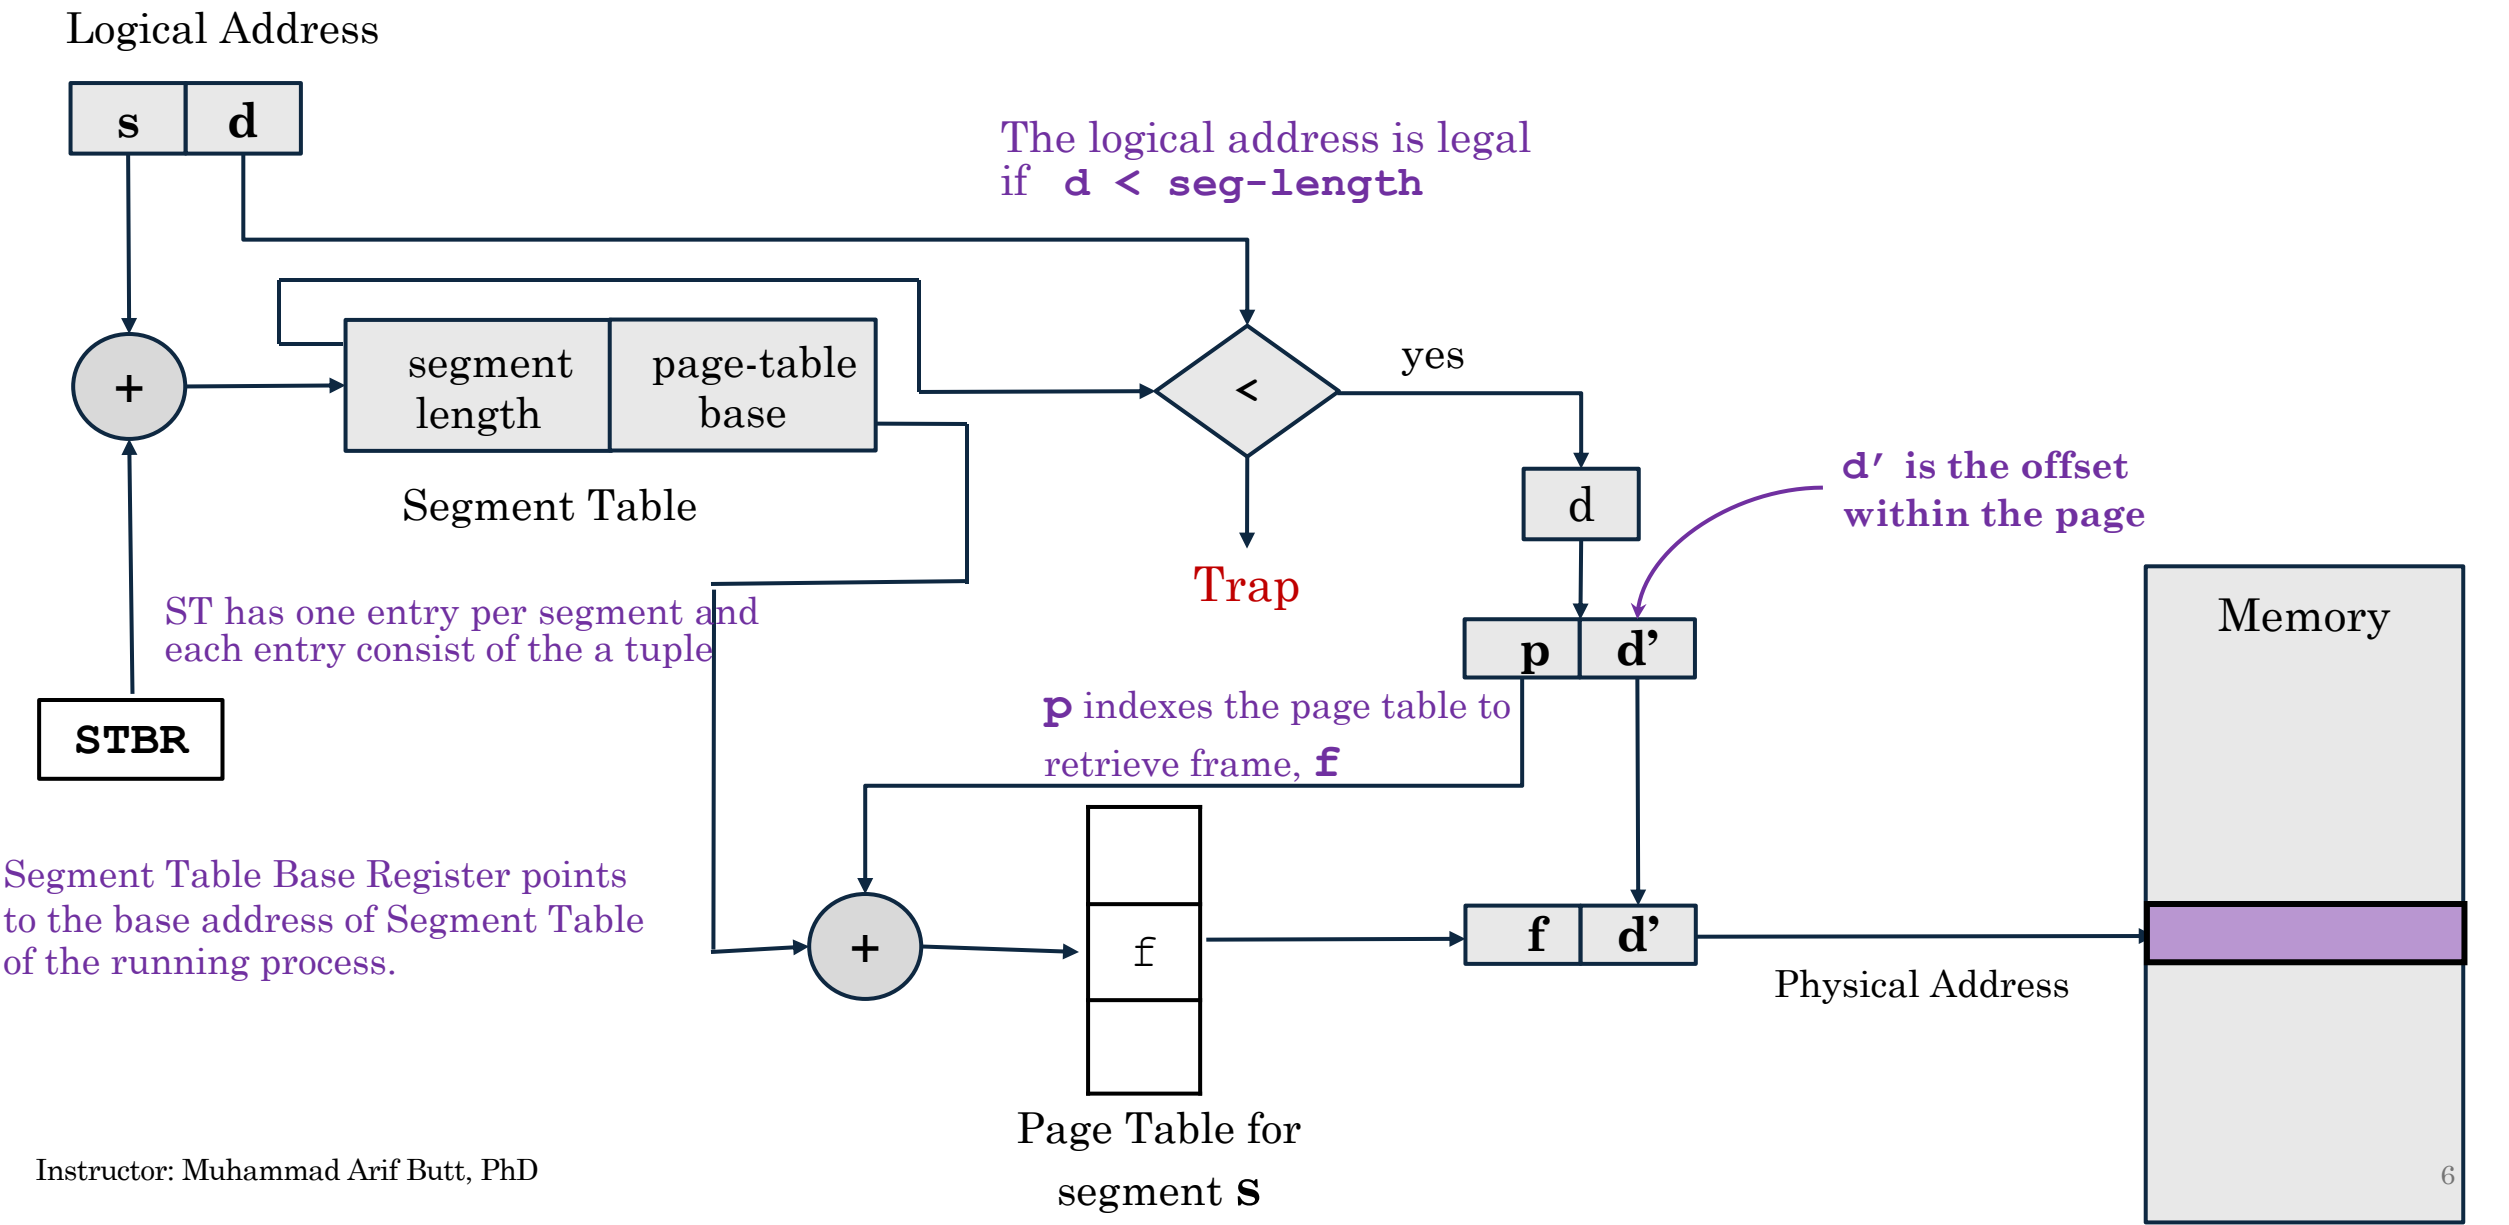 Logical Address
s d
The logical address is legal
if d < seg-length
+
segment
length
page-table
base
<
yes
Segment Table
d
d′ is the offset
within the page
Trap
ST has one entry per segment and
each entry consist of the a tuple
Memory
p d’
STBR
p indexes the page table to
retrieve frame, f
Segment Table Base Register points
to the base address of Segment Table
of the running process.
+
f
f d’
Physical Address
Page Table for
segment s
Instructor: Muhammad Arif Butt, PhD
6